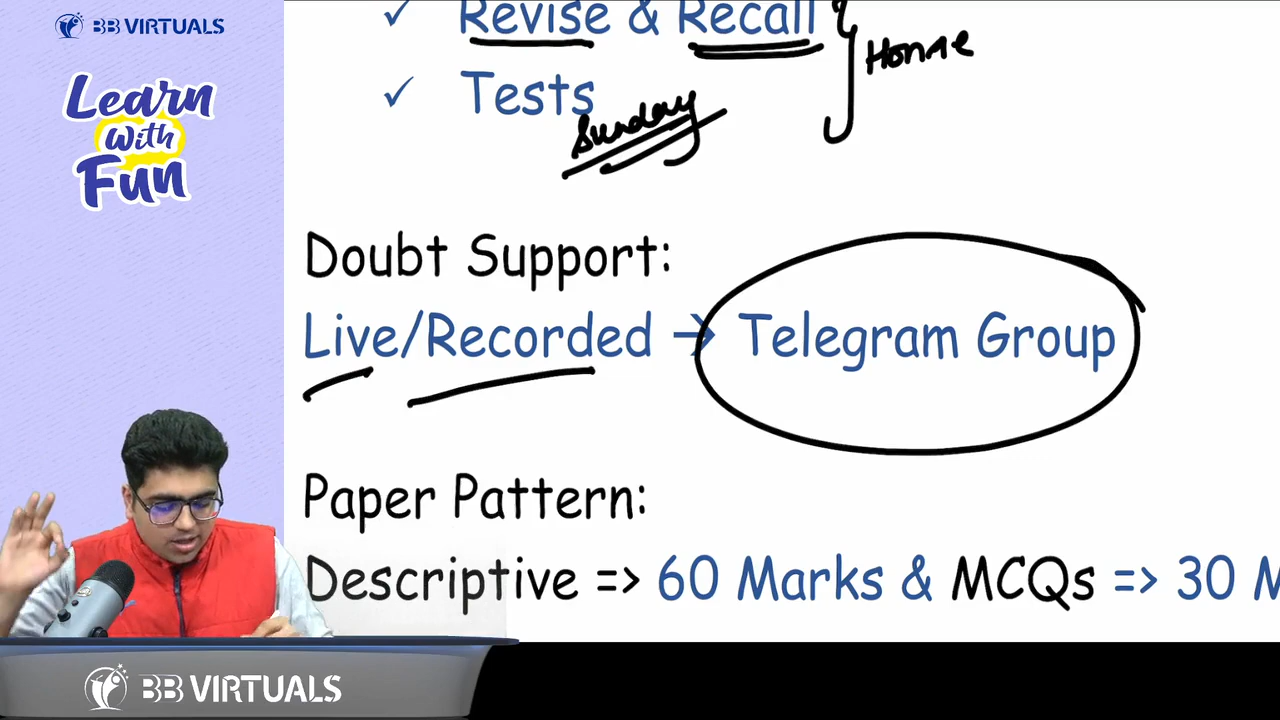 BB VIRTUALS
Learn
with
Fun
✓ Revise & Recall
Home
✓ Tests
Sunday
Doubt Support:
Live/Recorded → Telegram Group
Paper Pattern:
Descriptive => 60 Marks & MCQs => 30 M
BB VIRTUALS